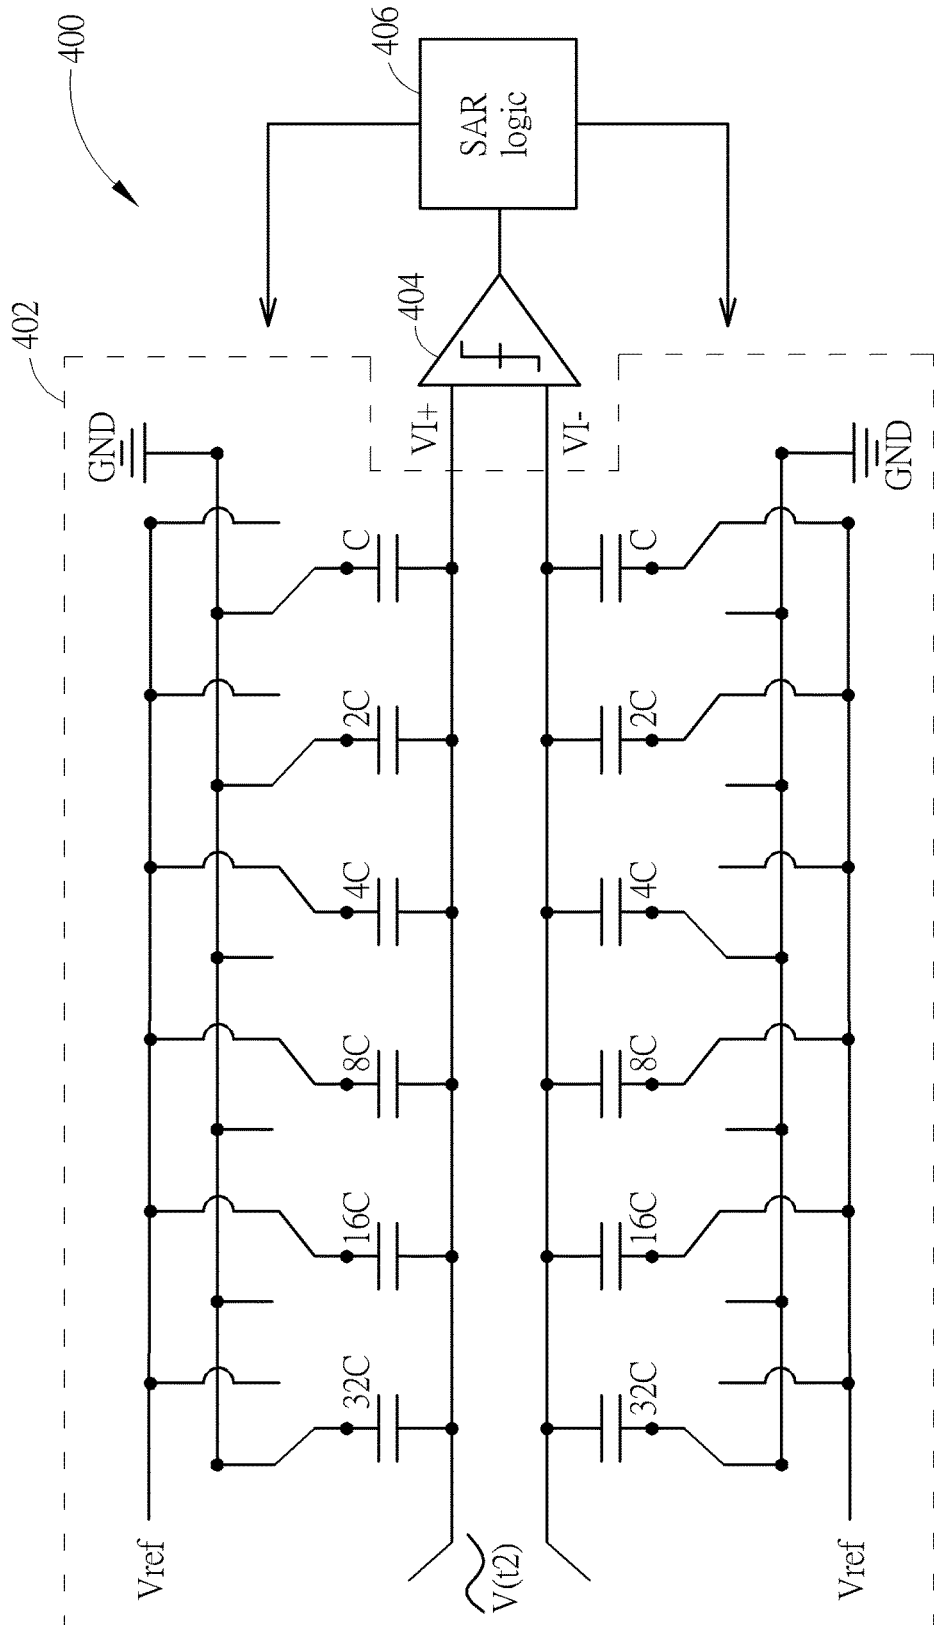 400
402
Vref
GND
32C
16C
8C
4C
2C
C
VI+
404
406
SAR
logic
V(t2)
VI-
32C
16C
8C
4C
2C
C
Vref
GND